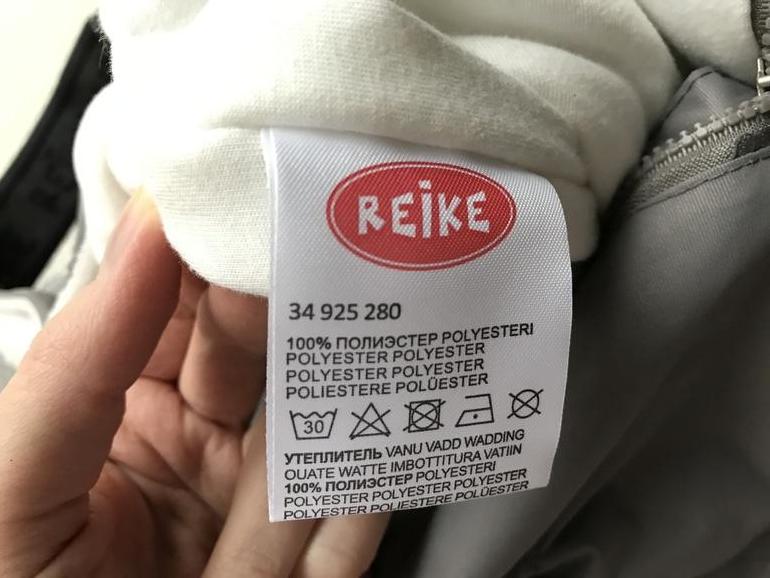 REiKE
34 925 280
100% ПОЛИЭСТЕР POLYESTERI
POLYESTER POLYESTER
POLYESTER POLYESTER
POLIESTERE POLÜESTER
30
УТЕПЛИТЕЛЬ VANU VADD WADDING
OUATE WATTE IMBOTTITURA VATIIN
100% ПОЛИЭСТЕР POLYESTERI
POLYESTER POLYESTER POLYESTER
POLYESTER POLIESTERE POLÜESTER